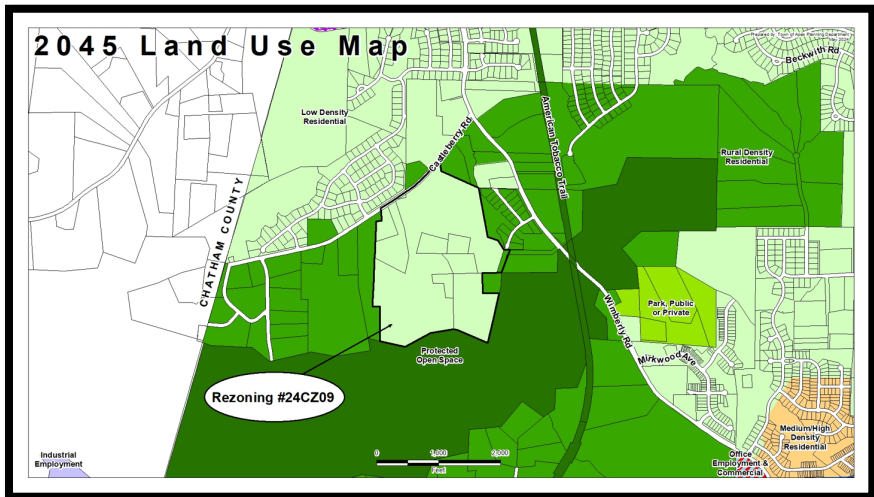 2045 Land Use Map
Prepared by: Town of Apex Planning Department
May 2024
Beckwith Rd
Low Density
Residential
American Tobacco Trail
Castleberry Rd
Rural Density
Residential
CHATHAM COUNTY
Park, Public
or Private
Wimberly Rd
Mirkwood Ave
Protected
Open Space
Rezoning #24CZ09
Medium/High
Density
Residential
Industrial
Employment
Office
Employment &
Commercial
0 1,000 2,000
Feet